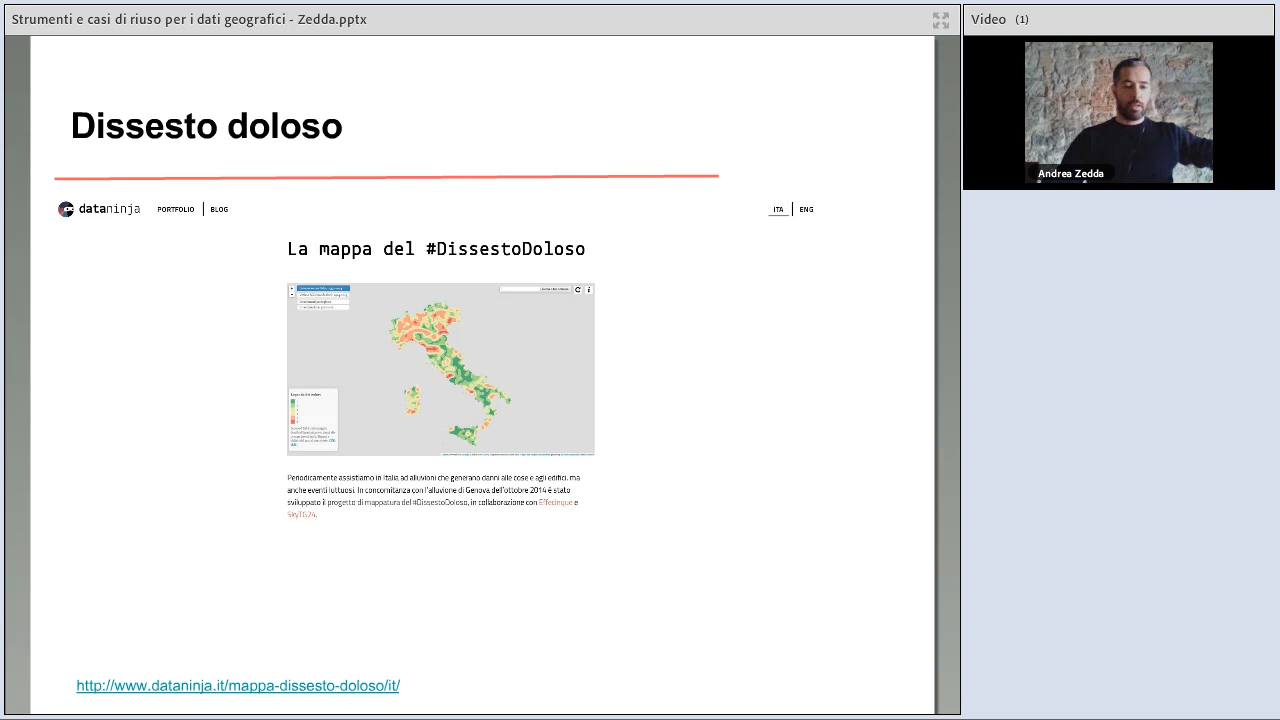 Strumenti e casi di riuso per i dati geografici - Zedda.pptx
Video (1)
Andrea Zedda
Dissesto doloso
dataninja PORTFOLIO BLOG ITA ENG
La mappa del #DissestoDoloso
Periodicamente assistiamo in Italia ad alluvioni che generano danni alle cose e agli edifici, ma
anche eventi luttuosi. In concomitanza con l'alluvione di Genova dell'ottobre 2014 è stato
sviluppato il progetto di mappatura del #DissestoDoloso, in collaborazione con Effecinque e
SkyTG24.
http://www.dataninja.it/mappa-dissesto-doloso/it/